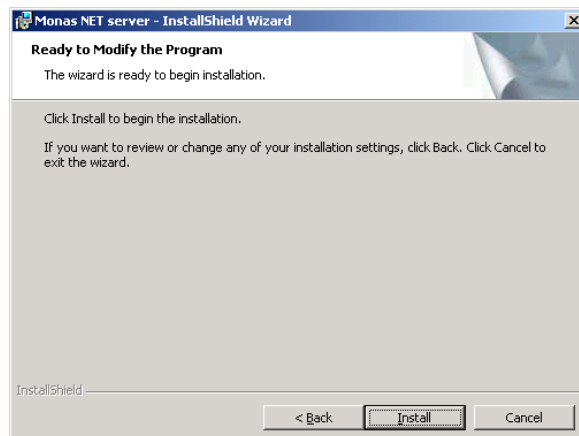 Monas NET server - InstallShield Wizard
Ready to Modify the Program
The wizard is ready to begin installation.
Click Install to begin the installation.
If you want to review or change any of your installation settings, click Back. Click Cancel to
exit the wizard.
InstallShield
< Back
Install
Cancel